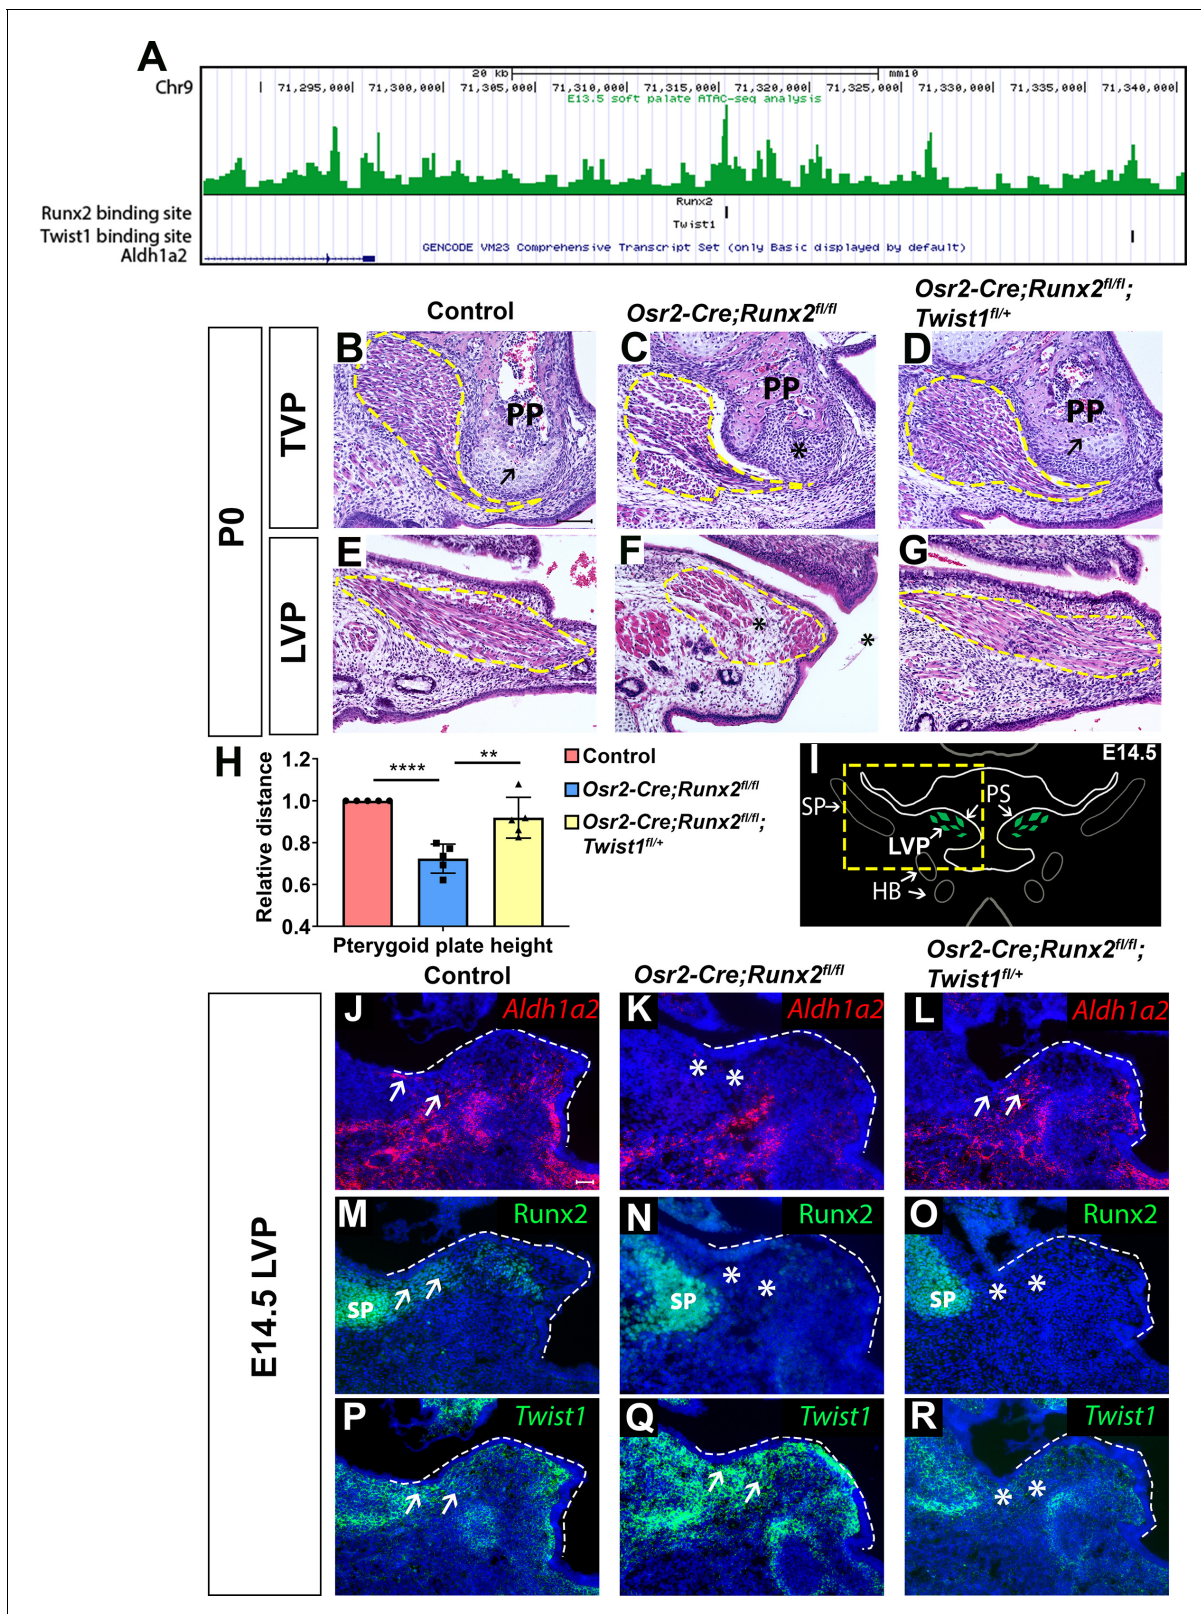 A
20 kb mm10
Chr9 71,295,000 71,300,000 71,305,000 71,310,000 71,315,000 71,320,000 71,325,000 71,330,000 71,335,000 71,340,000
E13.5 soft palate ATAC-seq analysis
Runx2
Runx2 binding site
Twist1
Twist1 binding site
GENCODE VM23 Comprehensive Transcript Set (only Basic displayed by default)
Aldh1a2
Control
Osr2-Cre;Runx2fl/fl
Osr2-Cre;Runx2fl/fl;
Twist1fl/+
P0
TVP
B
PP
C
PP
*
D
PP
LVP
E
F
*
*
G
H
Relative distance
1.2
1.0
0.8
0.6
0.4
****
**
Pterygoid plate height
Control
Osr2-Cre;Runx2fl/fl
Osr2-Cre;Runx2fl/fl;
Twist1fl/+
I
E14.5
SP
PS
LVP
HB
Control
Osr2-Cre;Runx2fl/fl
Osr2-Cre;Runx2fl/fl;
Twist1fl/+
E14.5 LVP
J Aldh1a2
K Aldh1a2
* *
L Aldh1a2
M Runx2
SP
N Runx2
SP
* *
O Runx2
SP
* *
P Twist1
Q Twist1
R Twist1
* *